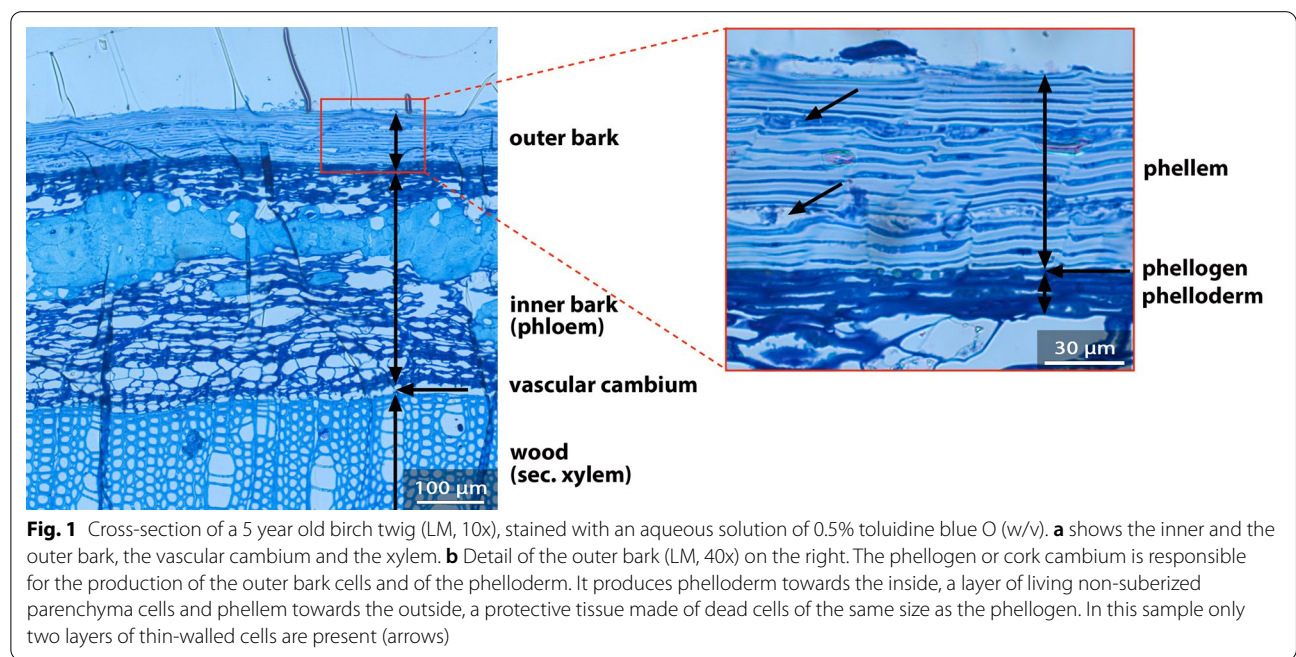 outer bark
inner bark
(phloem)
vascular cambium
wood
(sec. xylem)
100 µm
phellem
phellogen
phelloderm
30 µm
Fig. 1 Cross-section of a 5 year old birch twig (LM, 10x), stained with an aqueous solution of 0.5% toluidine blue O (w/v). a shows the inner and the
outer bark, the vascular cambium and the xylem. b Detail of the outer bark (LM, 40x) on the right. The phellogen or cork cambium is responsible
for the production of the outer bark cells and of the phelloderm. It produces phelloderm towards the inside, a layer of living non-suberized
parenchyma cells and phellem towards the outside, a protective tissue made of dead cells of the same size as the phellogen. In this sample only
two layers of thin-walled cells are present (arrows)